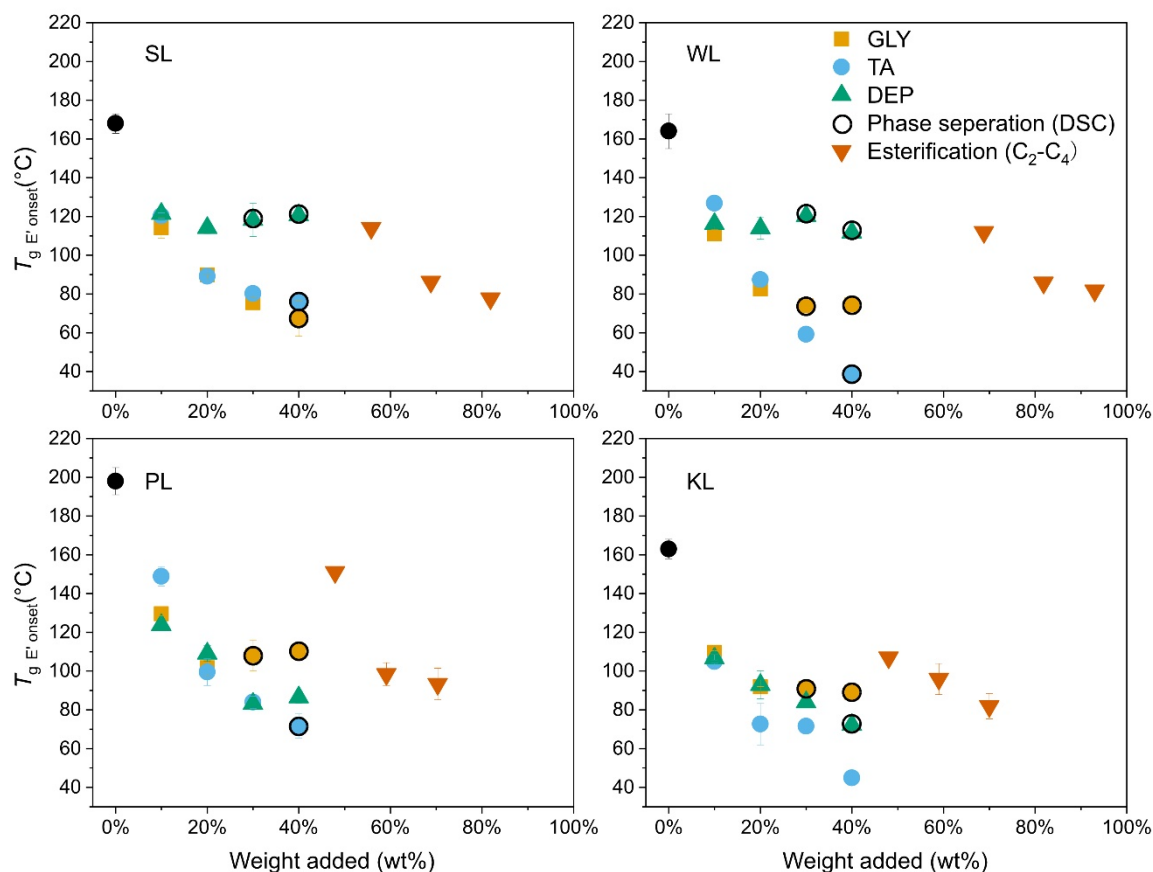 SL
220
200
180
160
140
120
100
80
60
40
T g E' onset (°C)
0% 20% 40% 60% 80% 100%
WL
GLY
TA
DEP
Phase seperation (DSC)
Esterification (C2-C4)
220
200
180
160
140
120
100
80
60
40
0% 20% 40% 60% 80% 100%
PL
220
200
180
160
140
120
100
80
60
40
T g E' onset (°C)
0% 20% 40% 60% 80% 100%
Weight added (wt%)
KL
220
200
180
160
140
120
100
80
60
40
0% 20% 40% 60% 80% 100%
Weight added (wt%)